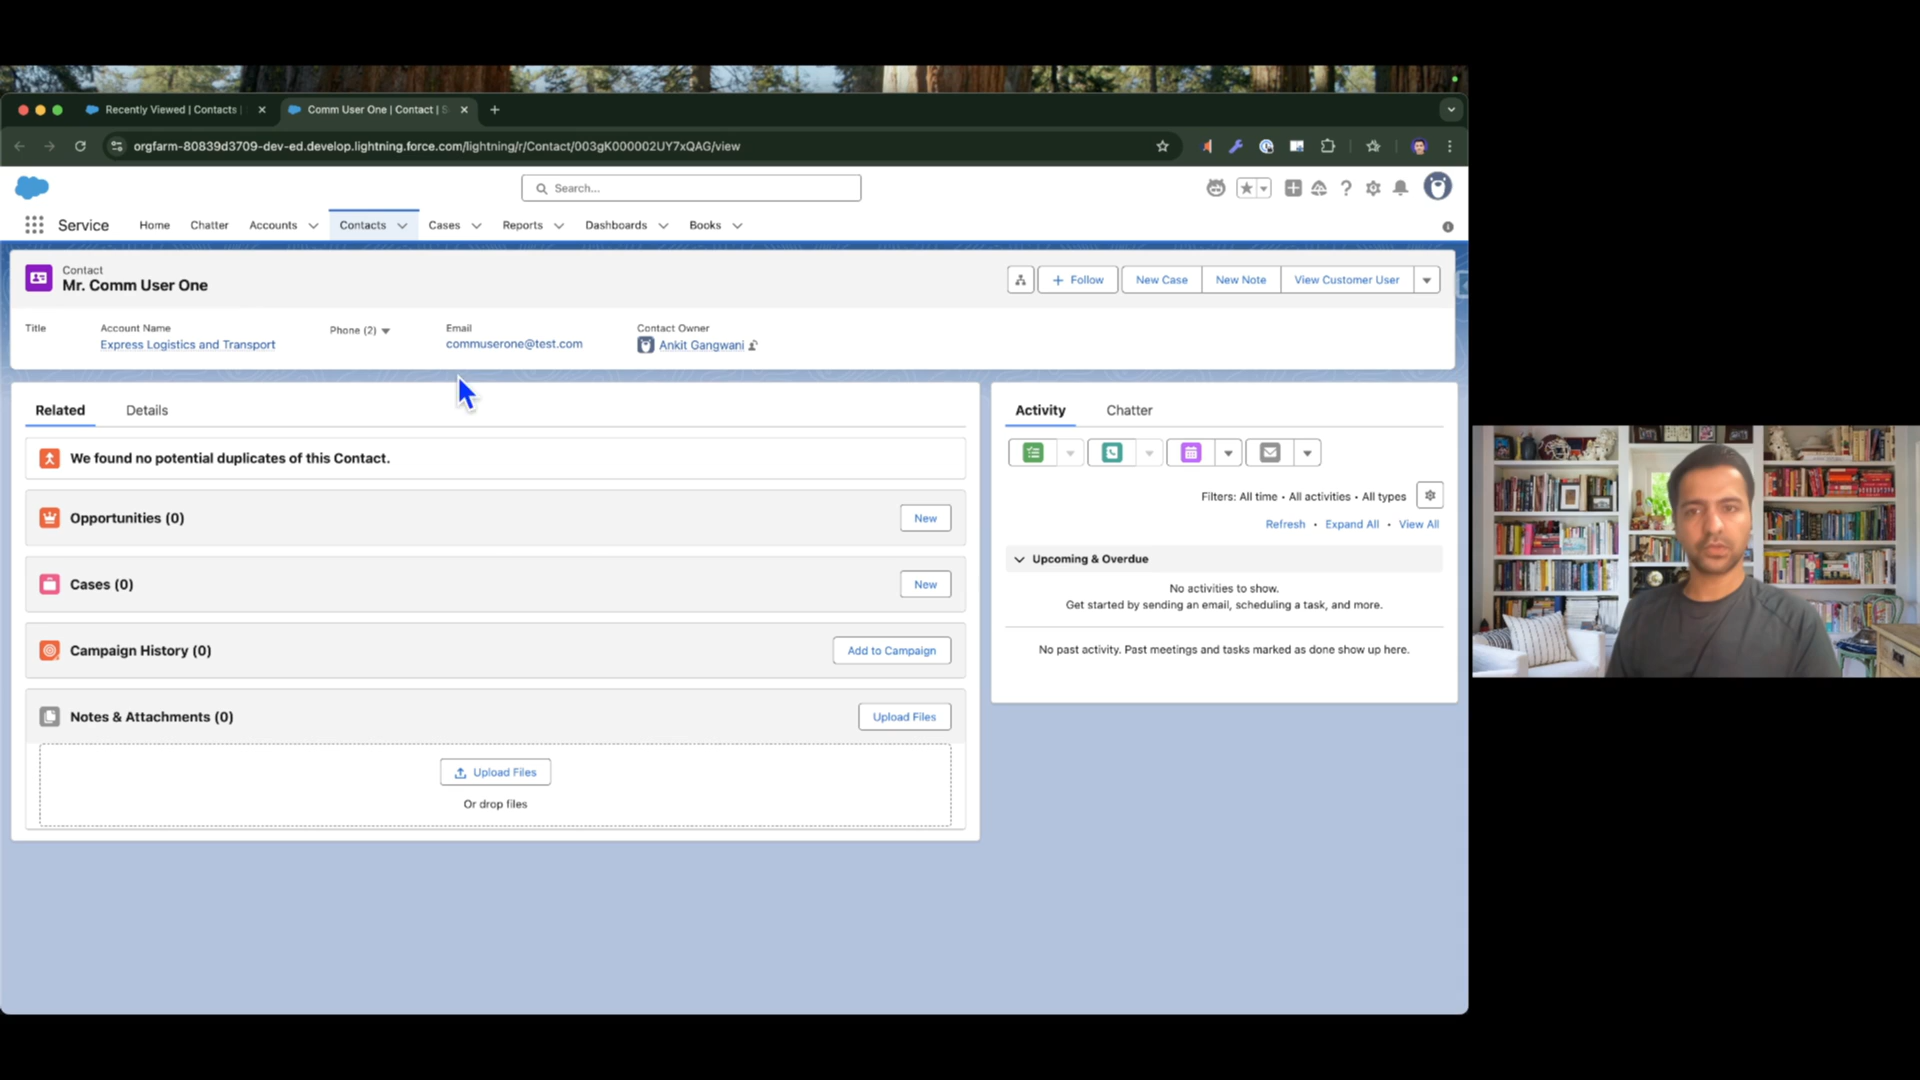 Recently Viewed | Contacts |
Comm User One | Contact | S
orgfarm-80839d3709-dev-ed.develop.lightning.force.com/lightning/r/Contact/003gK000002UY7xQAG/view
Search...
Service
Home
Chatter
Accounts
Contacts
Cases
Reports
Dashboards
Books
Contact
Mr. Comm User One
Follow
New Case
New Note
View Customer User
Title
Account Name
Express Logistics and Transport
Phone (2)
Email
commuserone@test.com
Contact Owner
Ankit Gangwani
Related
Details
We found no potential duplicates of this Contact.
Opportunities (0)
New
Cases (0)
New
Campaign History (0)
Add to Campaign
Notes & Attachments (0)
Upload Files
Upload Files
Or drop files
Activity
Chatter
Filters: All time • All activities • All types
Refresh • Expand All • View All
Upcoming & Overdue
No activities to show.
Get started by sending an email, scheduling a task, and more.
No past activity. Past meetings and tasks marked as done show up here.